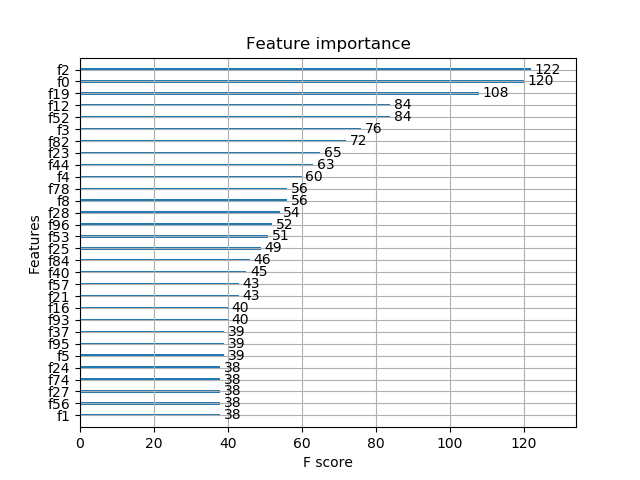 Feature importance
f2 122
f0 120
f19 108
f12 84
f52 84
f3 76
f82 72
f23 65
f44 63
f4 60
f78 56
f8 56
f28 54
f96 52
f53 51
f25 49
f84 46
f40 45
f57 43
f21 43
f16 40
f93 40
f37 39
f95 39
f5 39
f24 38
f74 38
f27 38
f56 38
f1 38
Features
0 20 40 60 80 100 120
F score